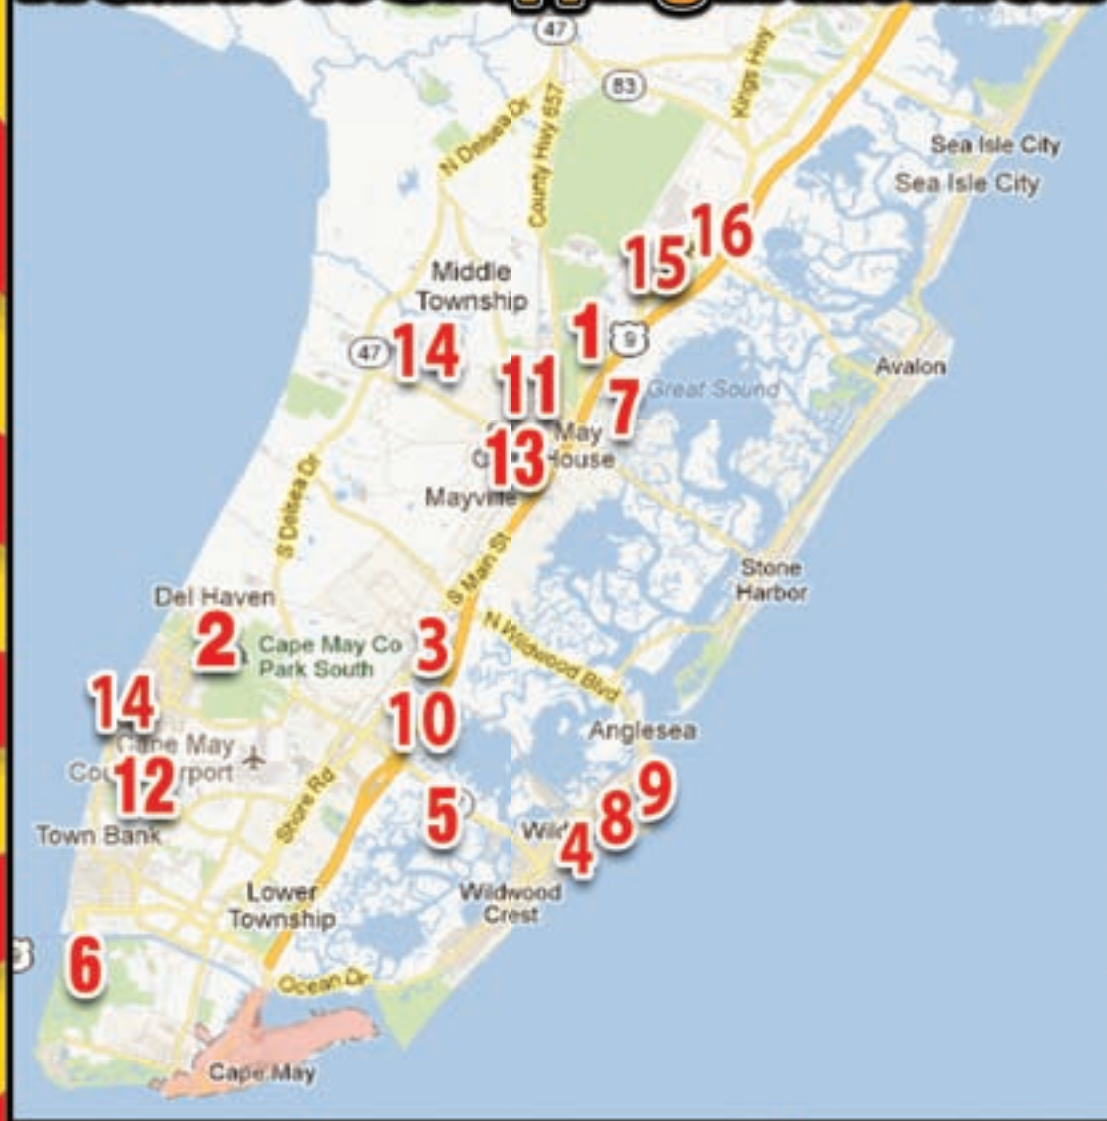 47
83
Kings Hwy
N Delsea Dr
County Hwy 657
Sea Isle City
Sea Isle City
16
15
Middle
Township
1
9
47
14
11
7
Great Sound
Avalon
May
13
House
Mayville
S Delsea Dr
S Main St
Stone
Harbor
Del Haven
2
Cape May Co
Park South
3
N Wildwood Blvd
14
10
Anglesea
Cape May
12
Shore Rd
5
9
8
4
Town Bank
Lower
Township
Wildwood
Crest
6
Ocean Dr
Cape May